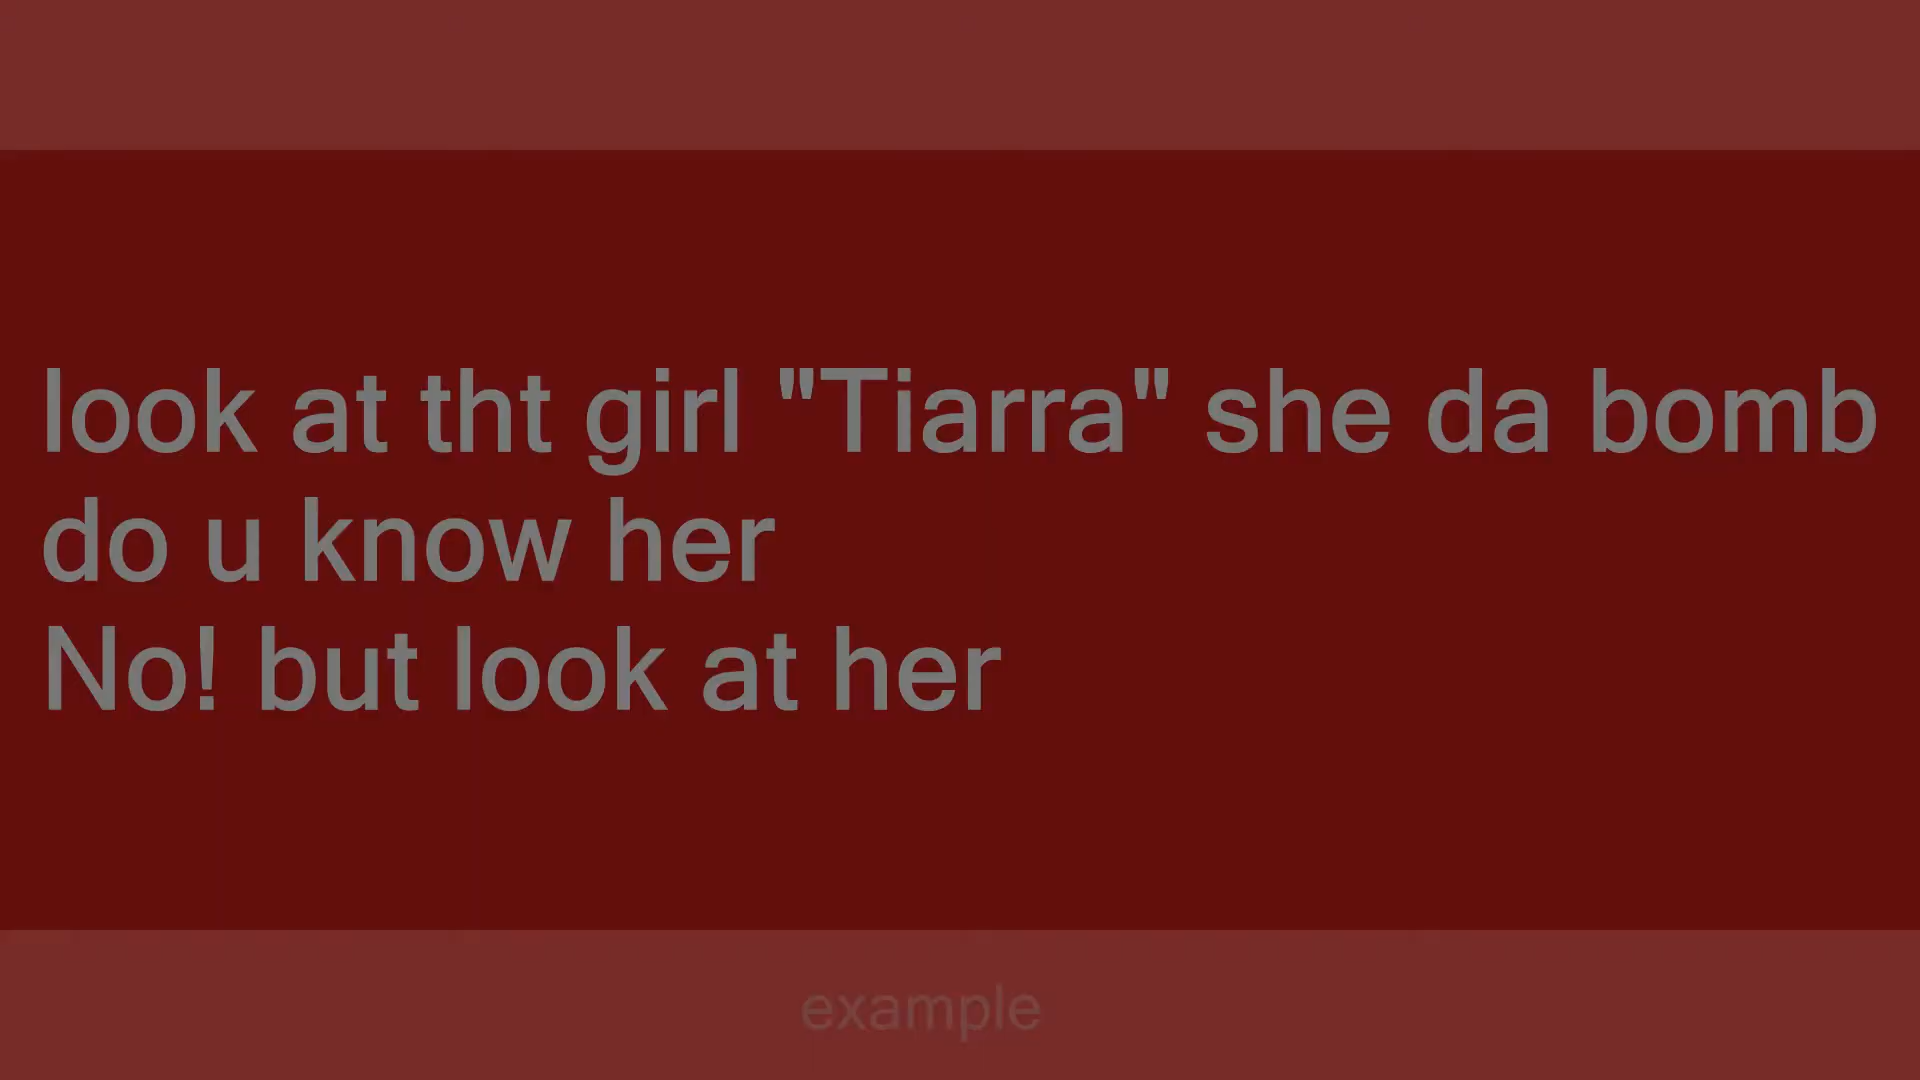 look at tht girl "Tiarra" she da bomb
do u know her
No! but look at her
example